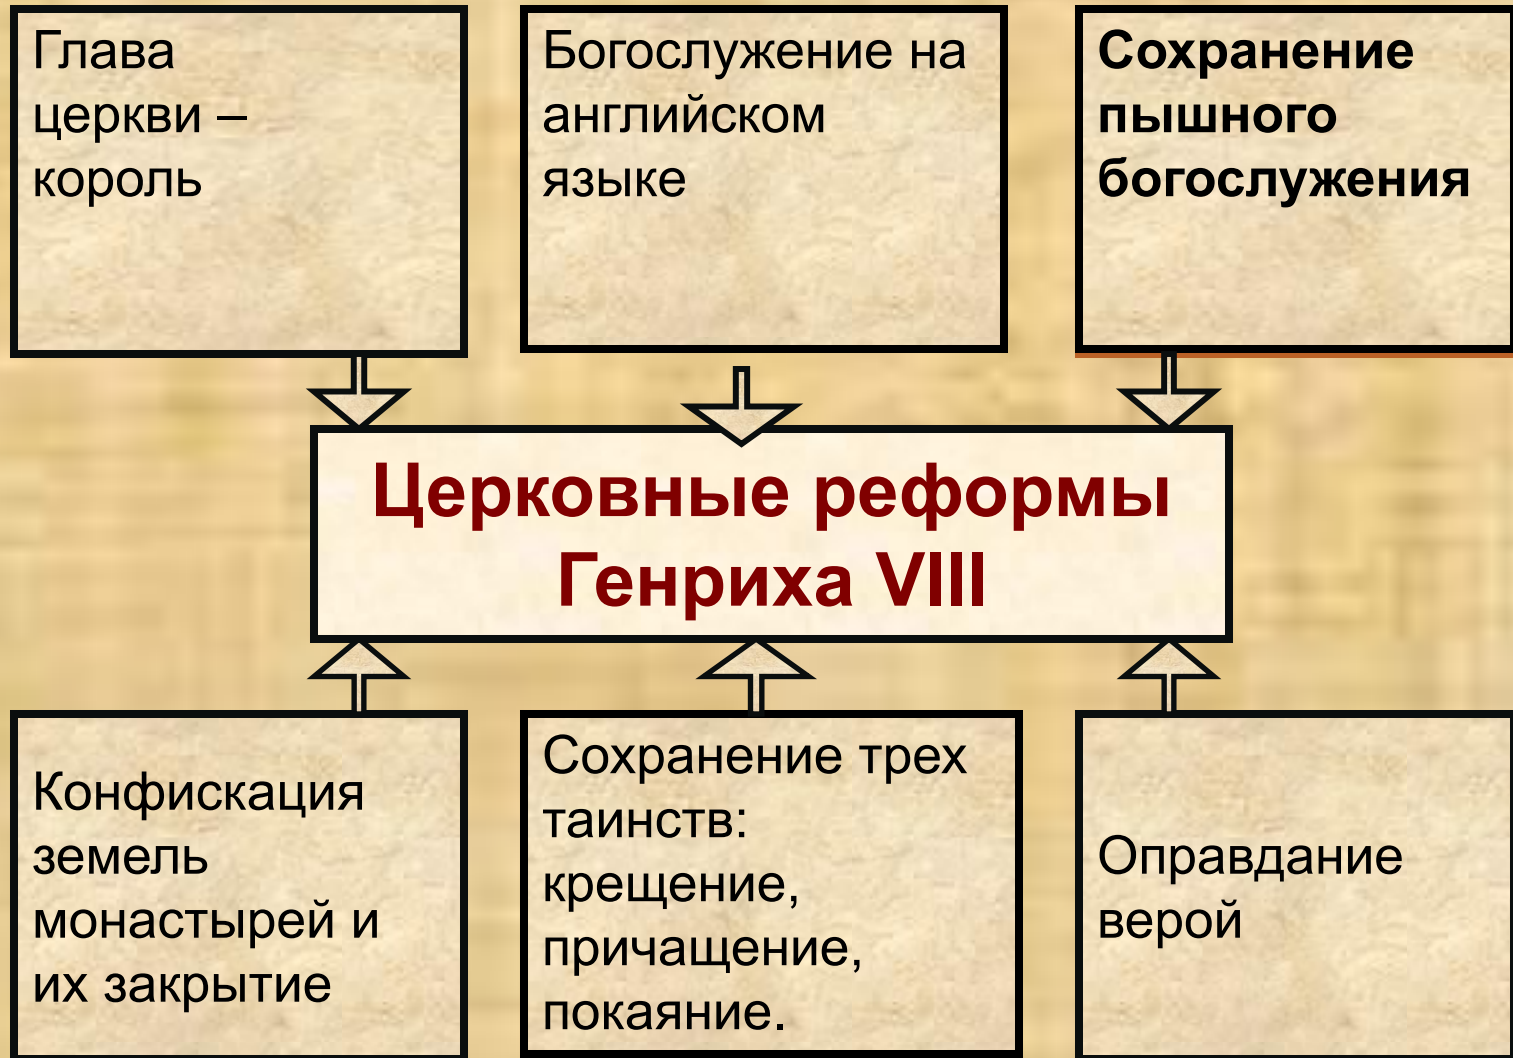 Глава
церкви –
король
Богослужение на
английском
языке
Сохранение
пышного
богослужения
Церковные реформы
Генриха VIII
Конфискация
земель
монастырей и
их закрытие
Сохранение трех
таинств:
крещение,
причащение,
покаяние.
Оправдание
верой